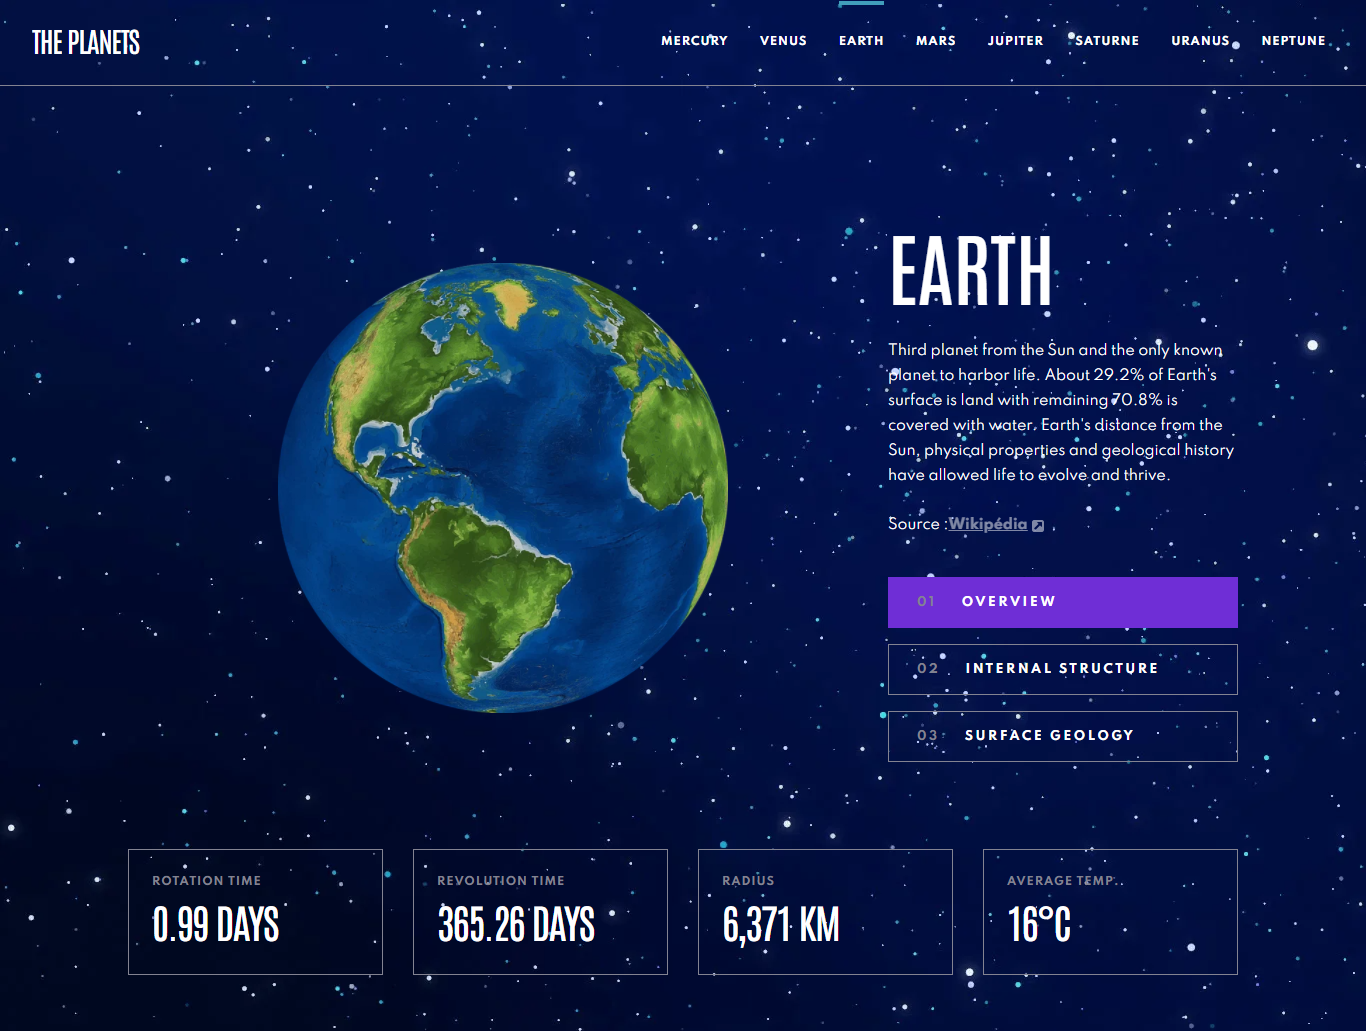 THE PLANETS
MERCURY VENUS EARTH MARS JUPITER SATURNE URANUS NEPTUNE
EARTH
Third planet from the Sun and the only known
planet to harbor life. About 29.2% of Earth's
surface is land with remaining 70.8% is
covered with water. Earth's distance from the
Sun, physical properties and geological history
have allowed life to evolve and thrive.
Source :Wikipédia
01 OVERVIEW
02 INTERNAL STRUCTURE
03 SURFACE GEOLOGY
ROTATION TIME
0.99 DAYS
REVOLUTION TIME
365.26 DAYS
RADIUS
6,371 KM
AVERAGE TEMP.
16°C